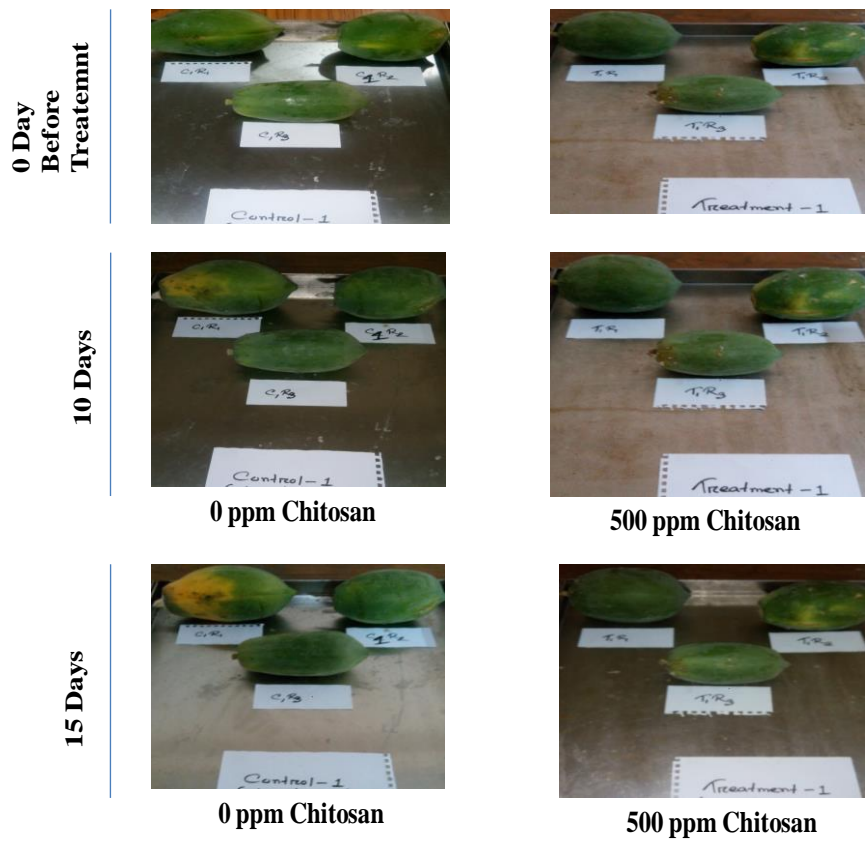 0 Day
Before
Treatemnt
C1R1
C1R2
C1R3
Control-1
T1R1
T1R2
T1R3
Treatment-1
10 Days
C1R1
C1R2
C1R3
Control-1
T1R1
T1R2
T1R3
Treatment-1
0 ppm Chitosan
500 ppm Chitosan
15 Days
C1R1
C1R2
C1R3
Control-1
T1R1
T1R2
T1R3
Treatment-1
0 ppm Chitosan
500 ppm Chitosan